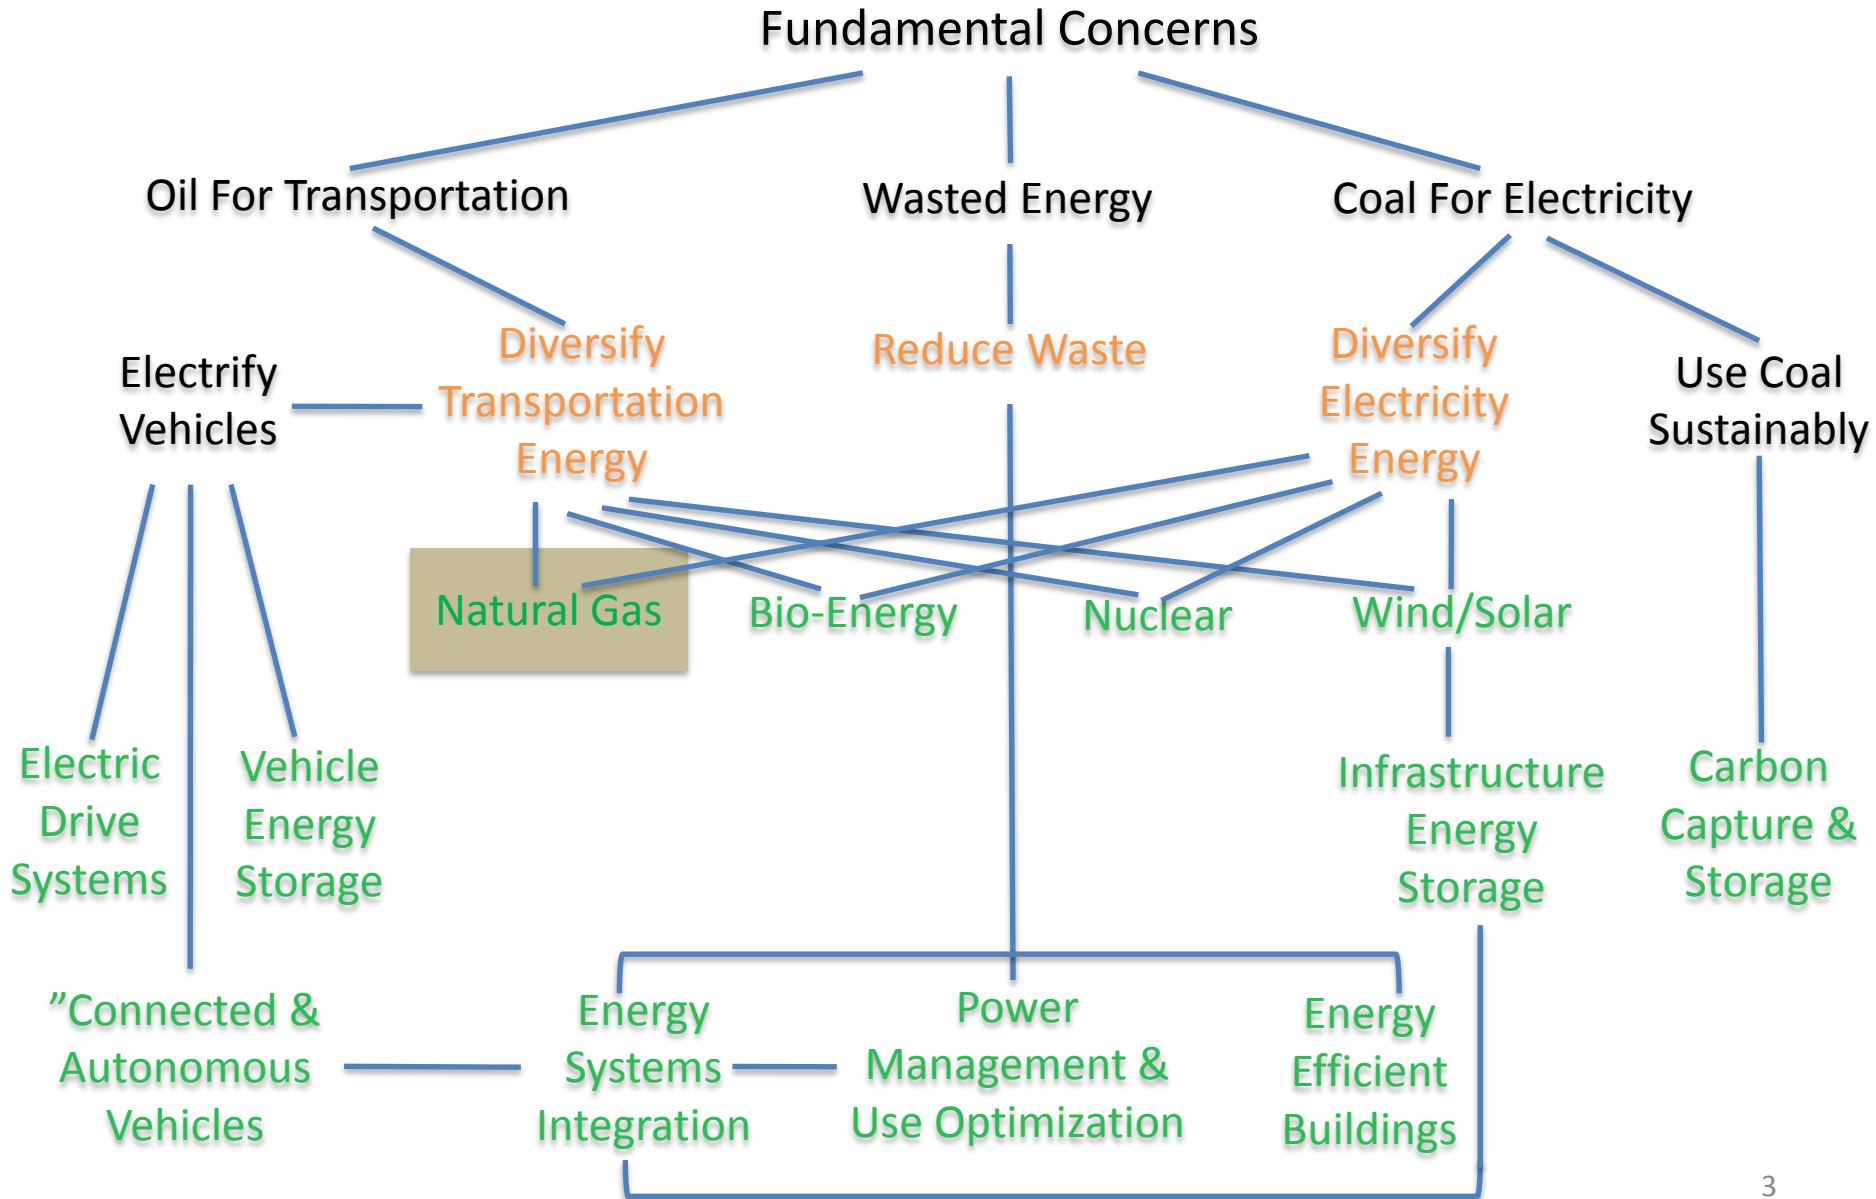 Fundamental Concerns
Oil For Transportation
Wasted Energy
Coal For Electricity
Electrify
Vehicles
Diversify
Transportation
Energy
Reduce Waste
Diversify
Electricity
Energy
Use Coal
Sustainably
Natural Gas
Bio-Energy
Nuclear
Wind/Solar
Electric
Drive
Systems
Vehicle
Energy
Storage
Infrastructure
Energy
Storage
Carbon
Capture &
Storage
”Connected &
Autonomous
Vehicles
Energy
Systems
Integration
Power
Management &
Use Optimization
Energy
Efficient
Buildings
3